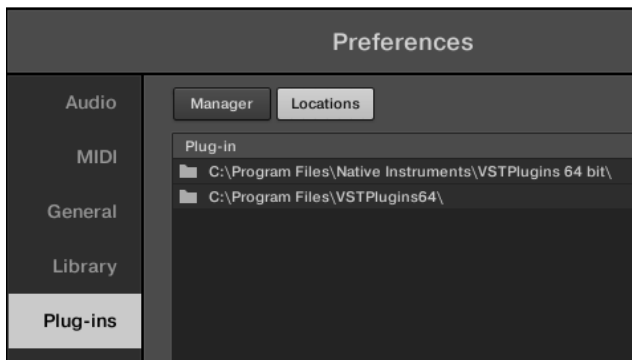 Preferences
Audio
MIDI
General
Library
Plug-ins
Manager Locations
Plug-in
C:\Program Files\Native Instruments\VSTPlugins 64 bit\
C:\Program Files\VSTPlugins64\